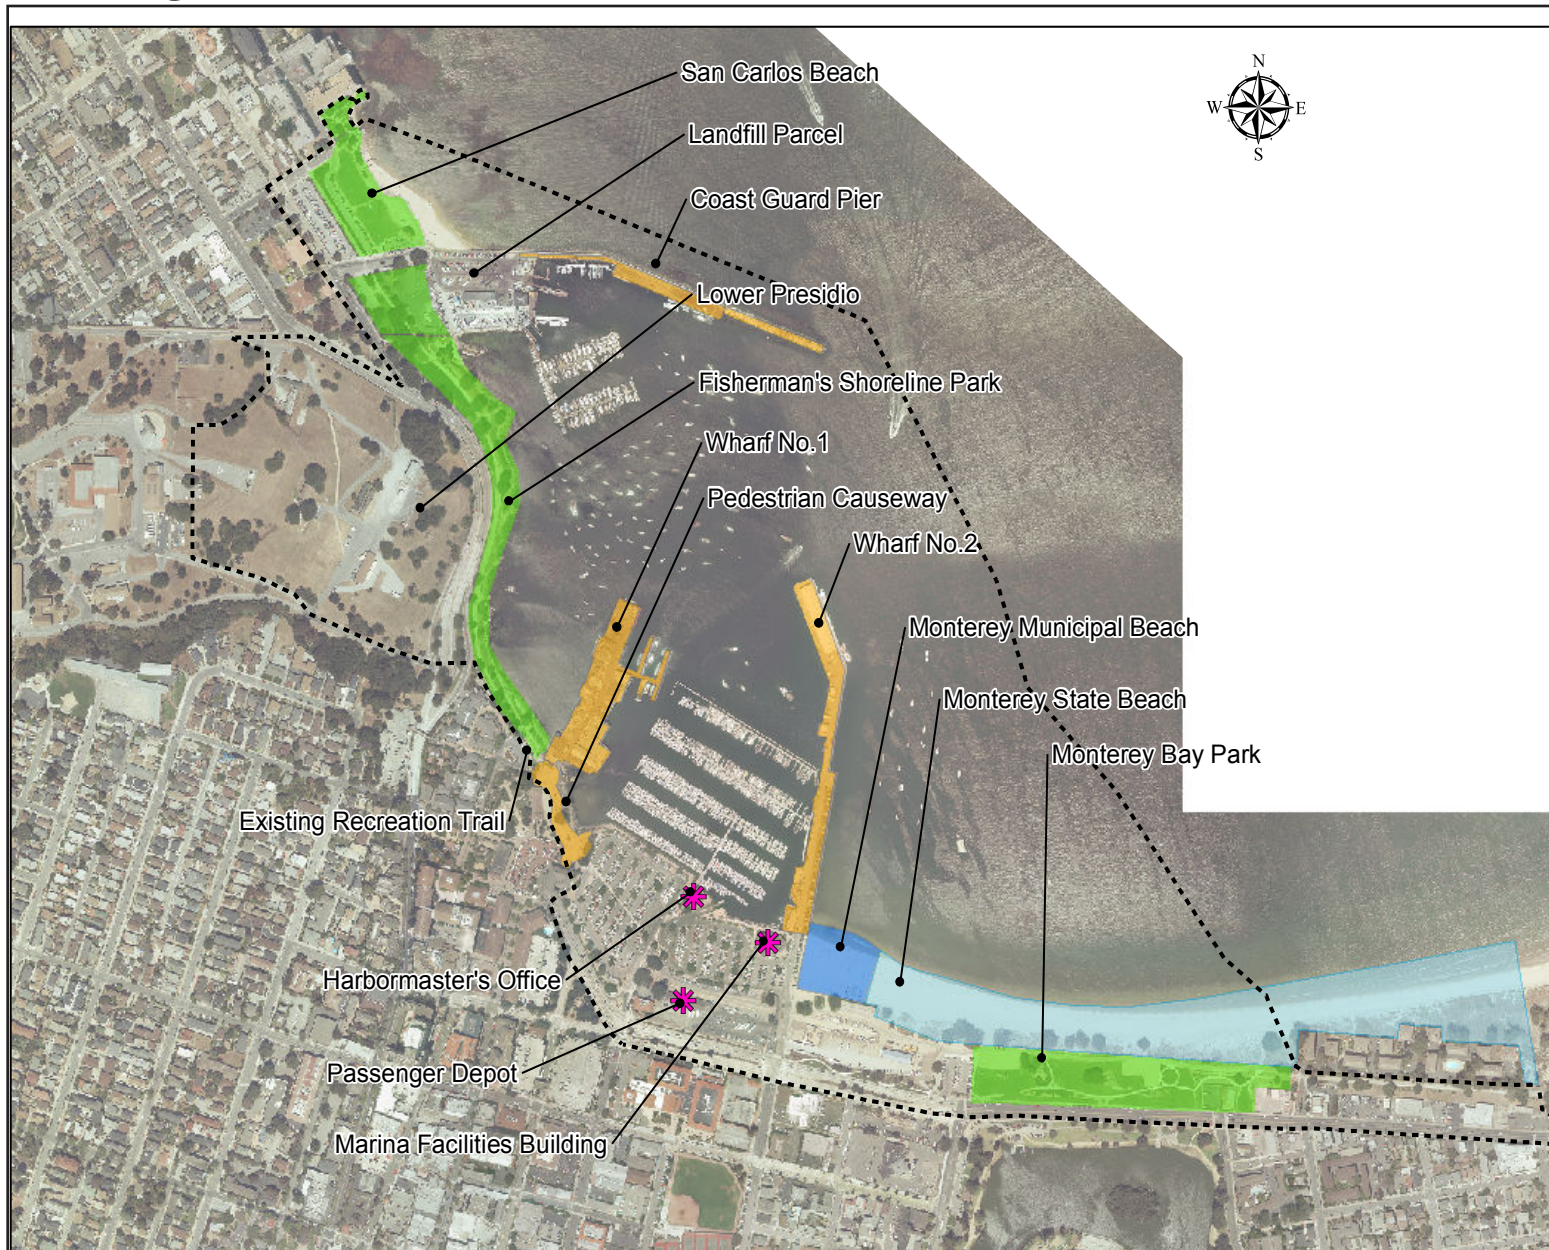 San Carlos Beach
N
W E
S
Landfill Parcel
Coast Guard Pier
Lower Presidio
Fisherman's Shoreline Park
Wharf No.1
Pedestrian Causeway
Wharf No.2
Monterey Municipal Beach
Monterey State Beach
Monterey Bay Park
Existing Recreation Trail
Harbormaster's Office
Passenger Depot
Marina Facilities Building